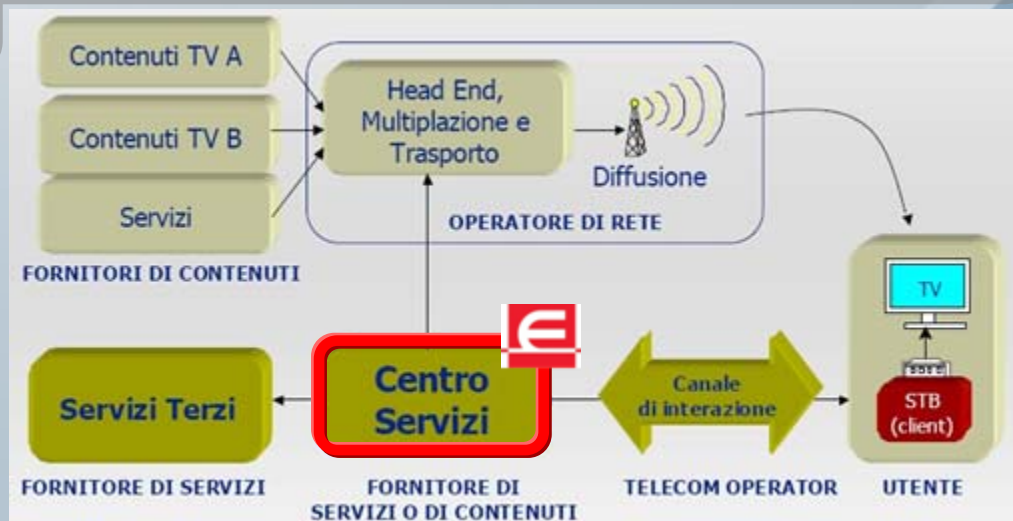 Contenuti TV A
Contenuti TV B
Servizi
FORNITORI DI CONTENUTI
Head End,
Multiplazione e
Trasporto
Diffusione
OPERATORE DI RETE
TV
STB
(client)
UTENTE
Servizi Terzi
FORNITORE DI SERVIZI
Centro
Servizi
FORNITORE DI
SERVIZI O DI CONTENUTI
Canale
di interazione
TELECOM OPERATOR